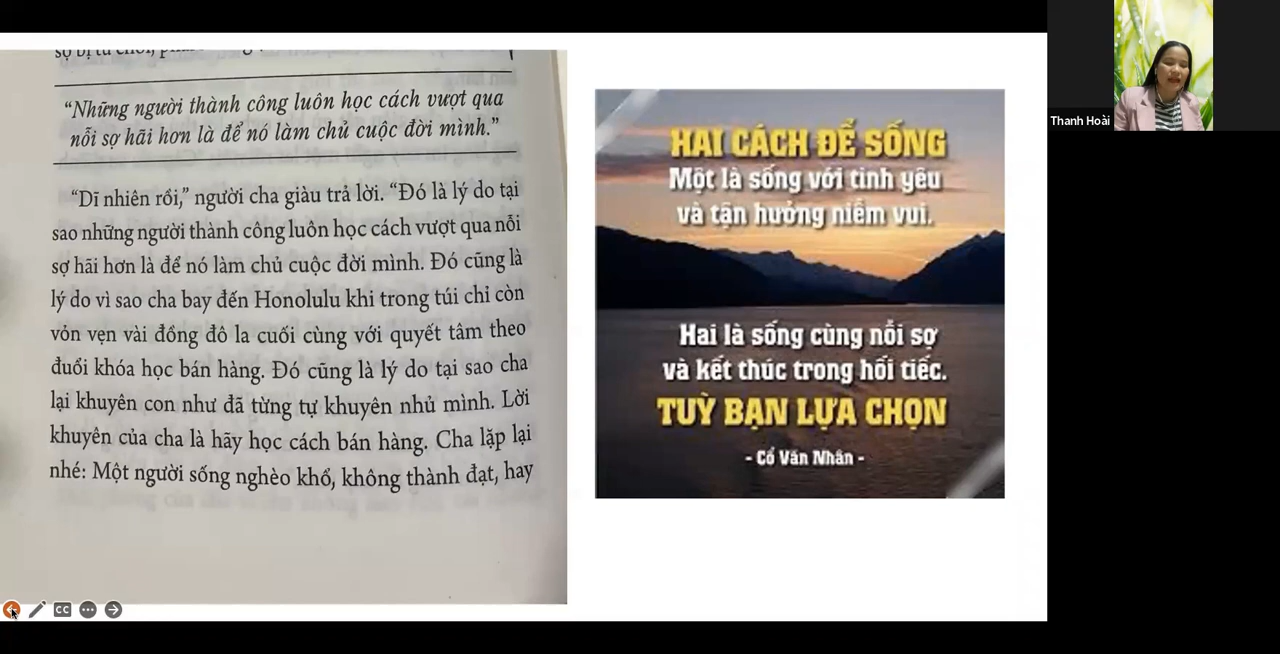 “Những người thành công luôn học cách vượt qua
nỗi sợ hãi hơn là để nó làm chủ cuộc đời mình.”
“Dĩ nhiên rồi,” người cha giàu trả lời. “Đó là lý do tại
sao những người thành công luôn học cách vượt qua nỗi
sợ hãi hơn là để nó làm chủ cuộc đời mình. Đó cũng là
lý do vì sao cha bay đến Honolulu khi trong túi chỉ còn
vỏn vẹn vài đồng đô la cuối cùng với quyết tâm theo
đuổi khóa học bán hàng. Đó cũng là lý do tại sao cha
lại khuyên con như đã từng tự khuyên nhủ mình. Lời
khuyên của cha là hãy học cách bán hàng. Cha lặp lại
nhé: Một người sống nghèo khổ, không thành đạt, hay
HAI CÁCH ĐỂ SỐNG
Một là sống với tình yêu
và tận hưởng niềm vui.
Hai là sống cùng nỗi sợ
và kết thúc trong hối tiếc.
TUỲ BẠN LỰA CHỌN
- Cổ Văn Nhân -
Thanh Hoài
CC